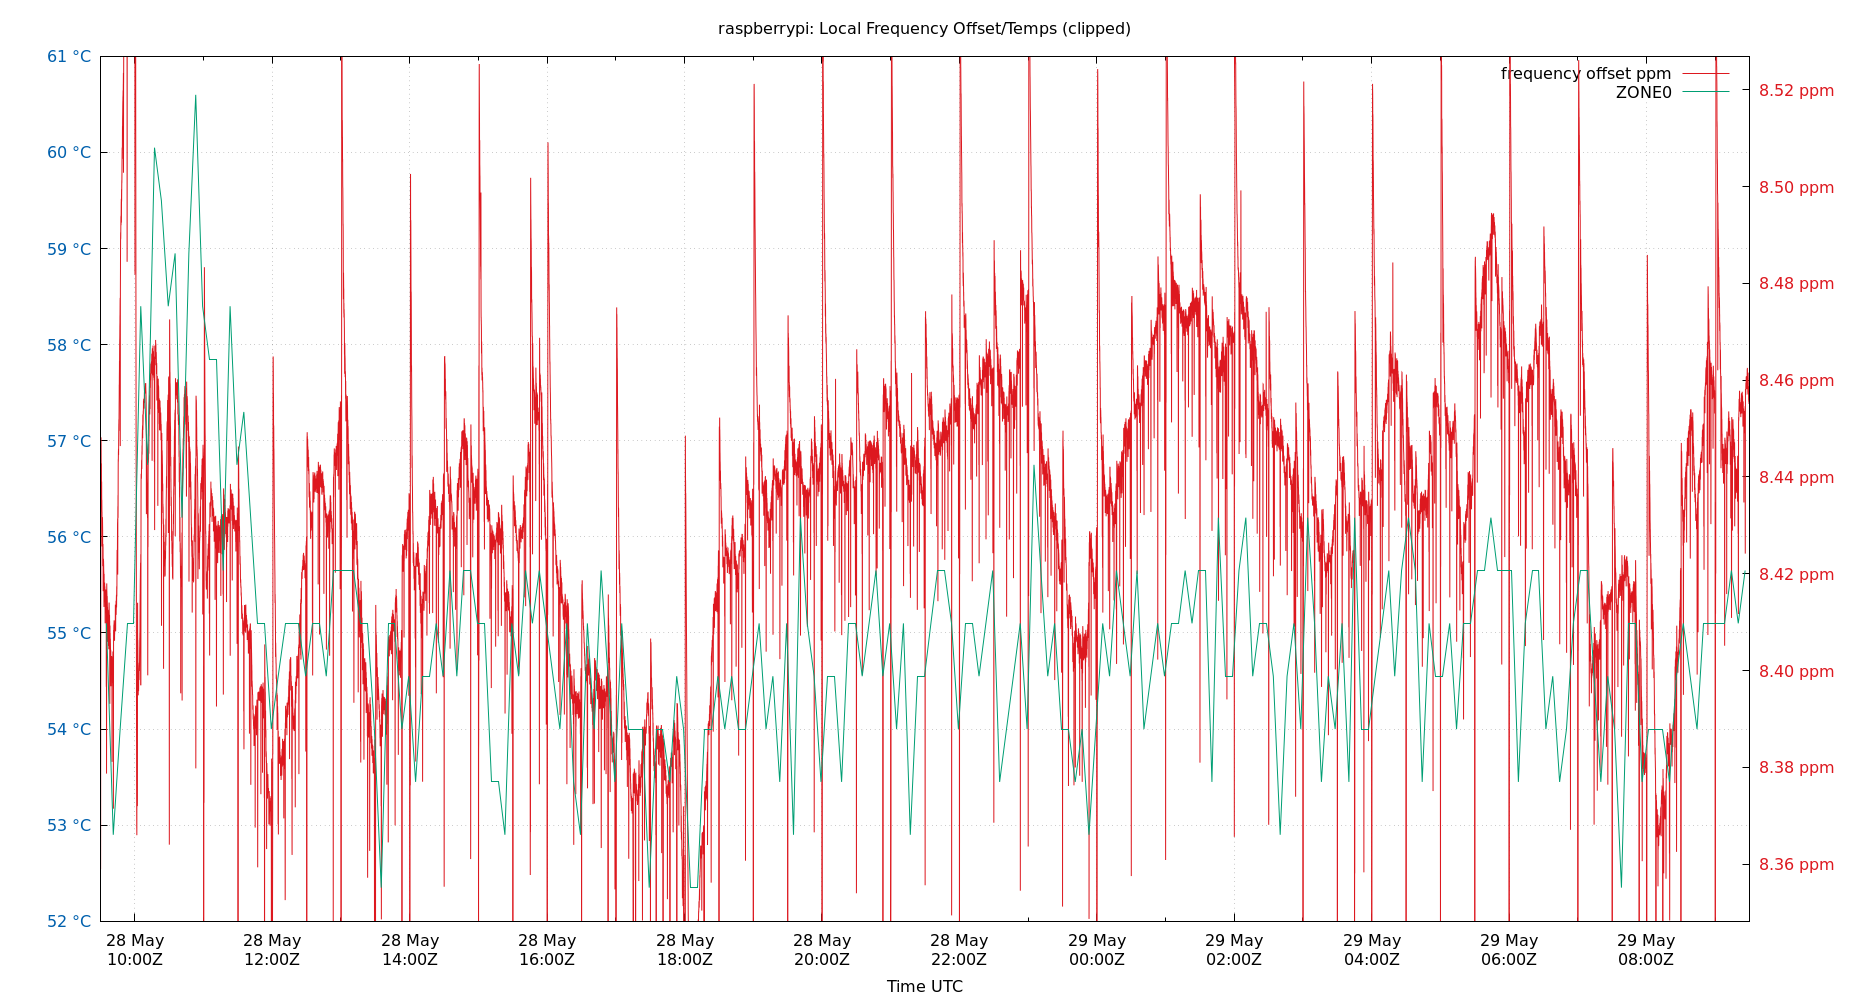 raspberrypi: Local Frequency Offset/Temps (clipped)
61 °C
60 °C
59 °C
58 °C
57 °C
56 °C
55 °C
54 °C
53 °C
52 °C
frequency offset ppm
ZONE0
8.52 ppm
8.50 ppm
8.48 ppm
8.46 ppm
8.44 ppm
8.42 ppm
8.40 ppm
8.38 ppm
8.36 ppm
28 May 28 May 28 May 28 May 28 May 28 May 28 May 29 May 29 May 29 May 29 May 29 May
10:00Z 12:00Z 14:00Z 16:00Z 18:00Z 20:00Z 22:00Z 00:00Z 02:00Z 04:00Z 06:00Z 08:00Z
Time UTC